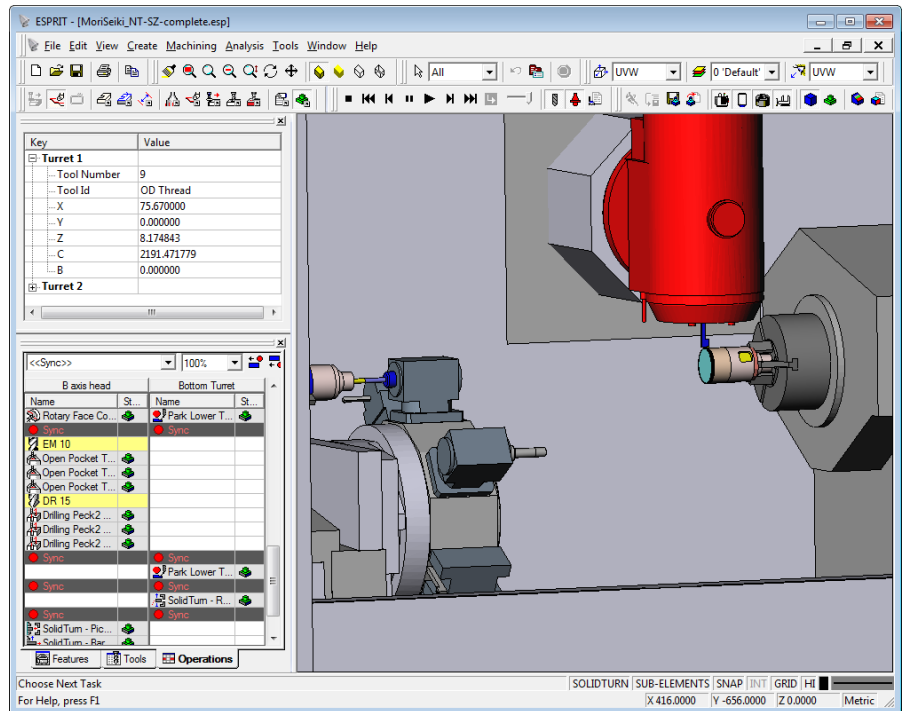 ESPRIT - [MoriSeiki_NT-SZ-complete.esp]
File Edit View Create Machining Analysis Tools Window Help
All UVW 0 'Default' UVW
Key Value
Turret 1
Tool Number 9
Tool Id OD Thread
X 75.670000
Y 0.000000
Z 8.174843
C 2191.471779
B 0.000000
Turret 2
<<Sync>> 100%
B axis head Bottom Turret
Name St... Name St...
Rotary Face Co... Park Lower T...
Sync Sync
EM 10
Open Pocket T...
Open Pocket T...
Open Pocket T...
DR 15
Drilling Peck2 ...
Drilling Peck2 ...
Drilling Peck2 ...
Sync Sync
Park Lower T...
Sync Sync
SolidTurn - R...
Sync Sync
SolidTurn - Pic...
SolidTurn - Bar...
Features Tools Operations
Choose Next Task SOLIDTURN SUB-ELEMENTS SNAP INT GRID HI
For Help, press F1 X 416.0000 Y -656.0000 Z 0.0000 Metric